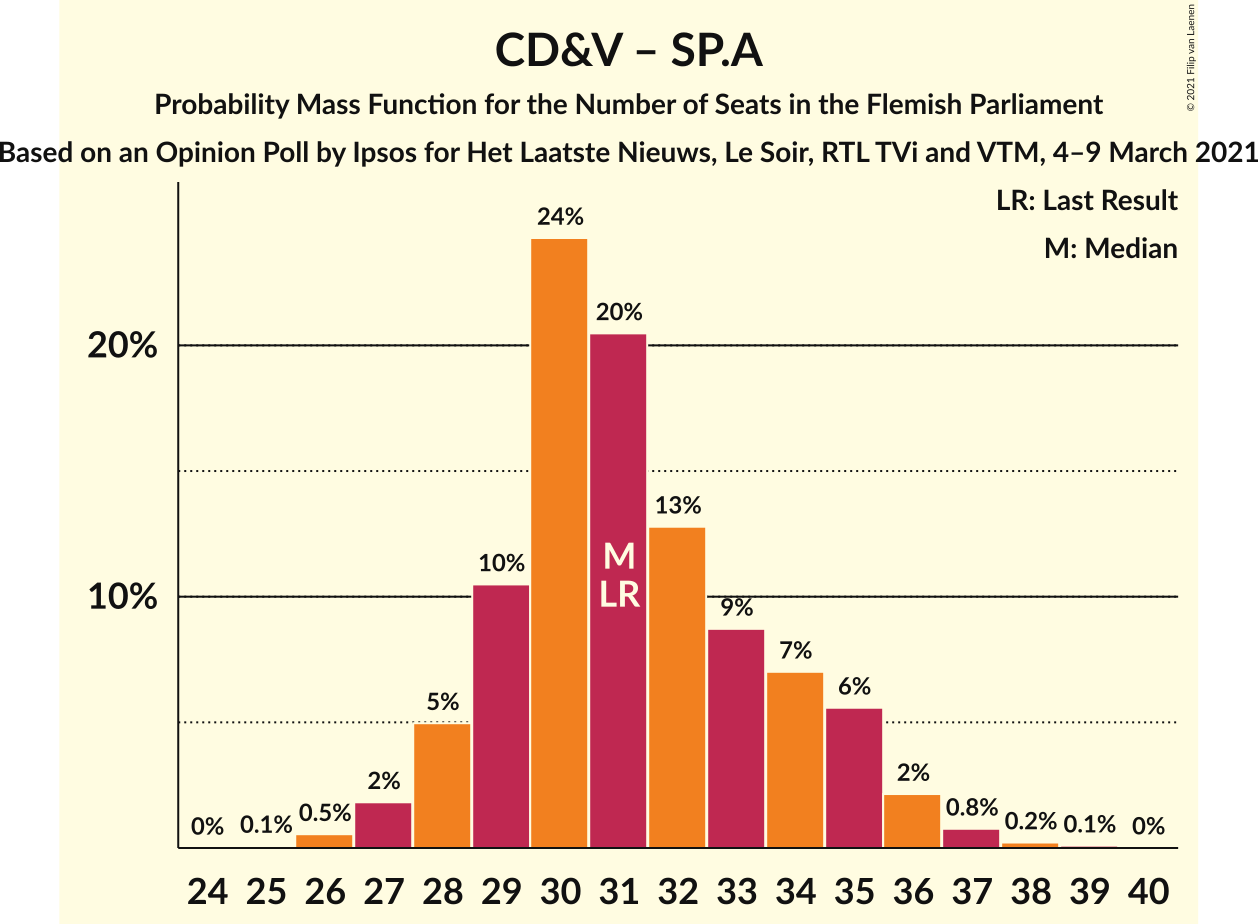 CD&V – SP.A
Probability Mass Function for the Number of Seats in the Flemish Parliament
Based on an Opinion Poll by Ipsos for Het Laatste Nieuws, Le Soir, RTL TVi and VTM, 4–9 March 2021
© 2021 Filip van Laenen
LR: Last Result
M: Median
24%
20%
20%
13%
M
LR
10%
10%
9%
7%
6%
5%
2%
2%
0.8%
0.5%
0.2%
0%
0.1%
0.1%
0%
24 25 26 27 28 29 30 31 32 33 34 35 36 37 38 39 40